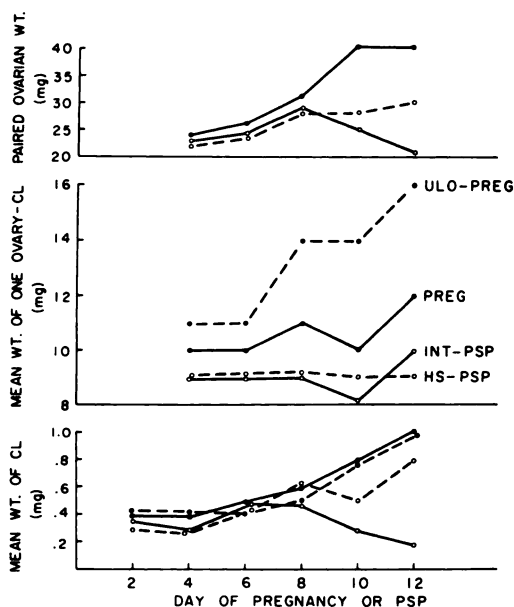 PAIRED OVARIAN WT.
(mg)
40
35
30
25
20
MEAN WT. OF ONE OVARY-CL
(mg)
16
14
12
10
8
ULO-PREG
PREG
INT-PSP
HS-PSP
MEAN WT. OF CL
(mg)
1.0
.8
.6
.4
.2
2 4 6 8 10 12
DAY OF PREGNANCY OR PSP